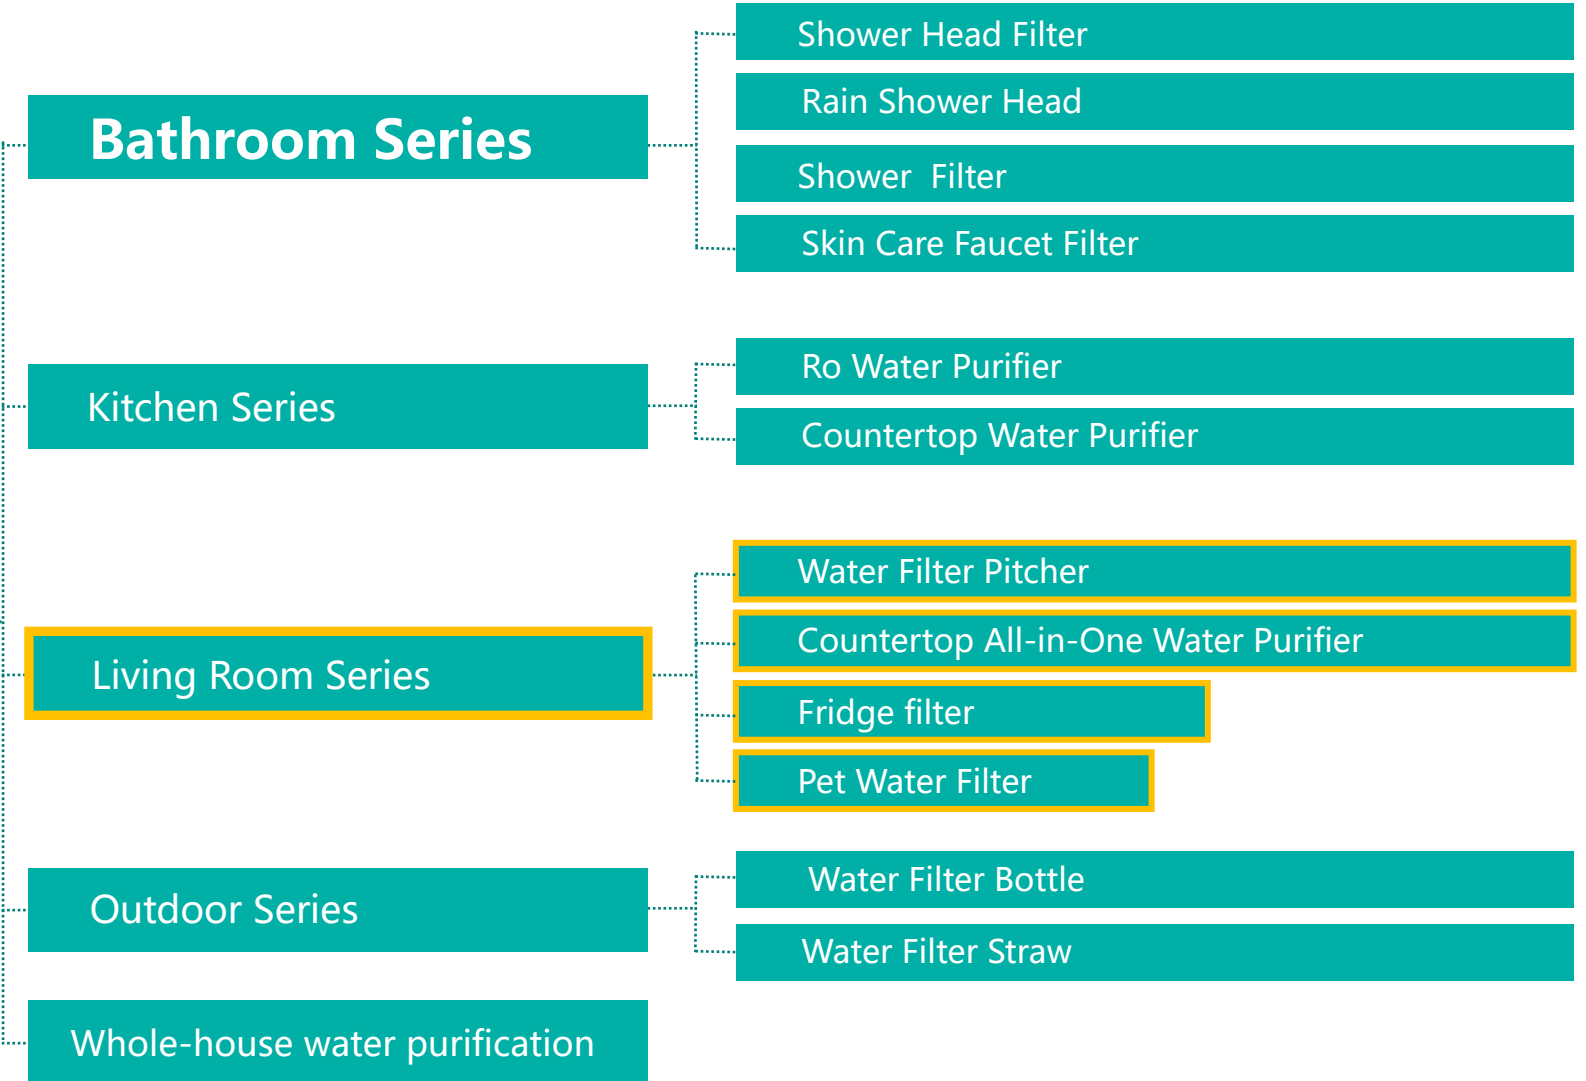 Bathroom Series
Shower Head Filter
Rain Shower Head
Shower  Filter
Skin Care Faucet Filter
Kitchen Series
Ro Water Purifier
Countertop Water Purifier
Living Room Series
Water Filter Pitcher
Countertop All-in-One Water Purifier
Fridge filter
Pet Water Filter
Outdoor Series
Water Filter Bottle
Water Filter Straw
Whole-house water purification